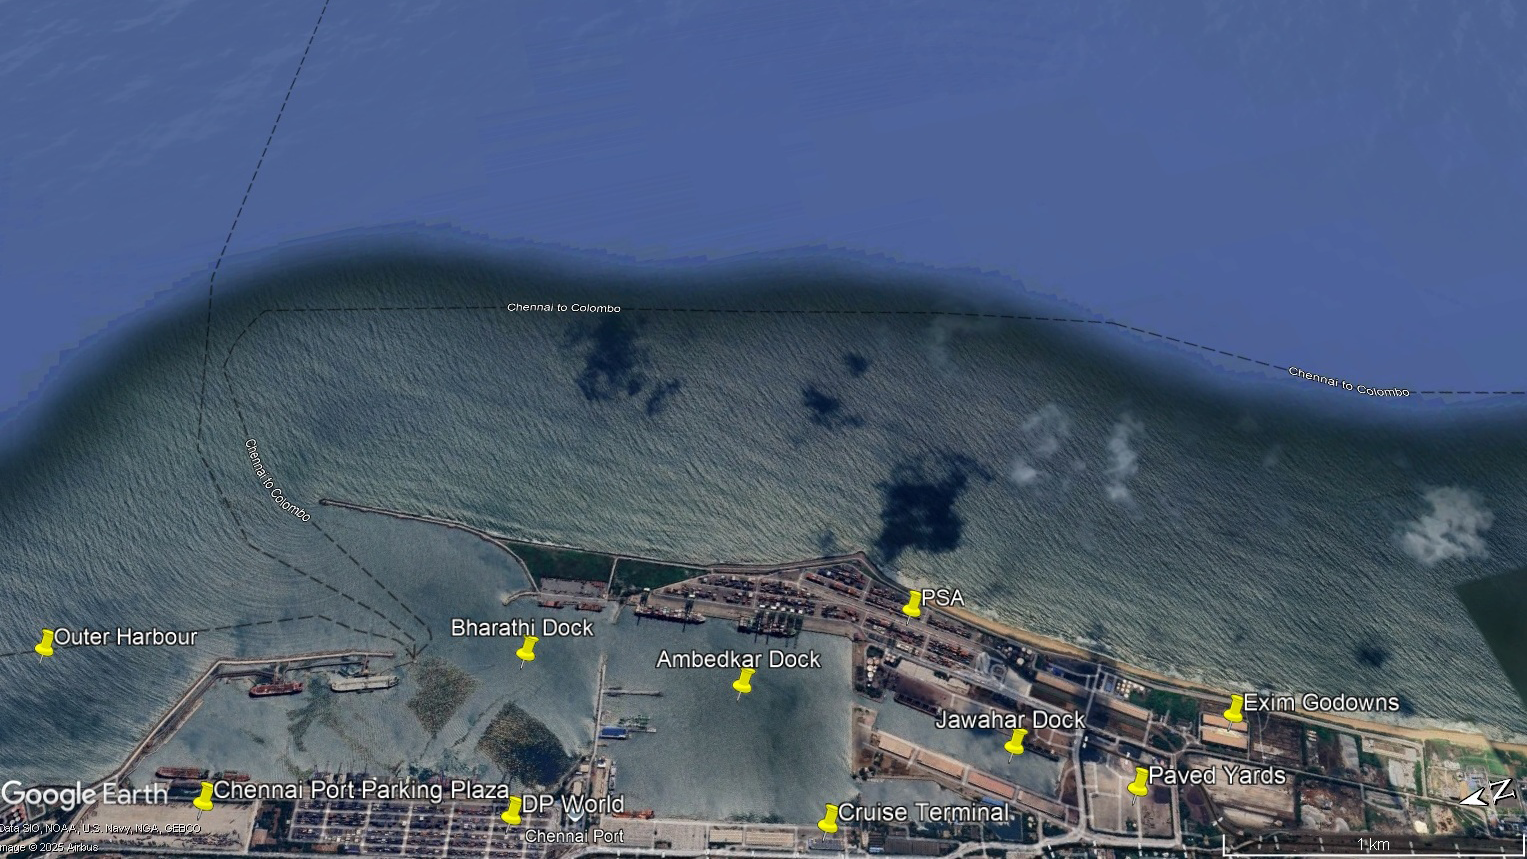 Chennai to Colombo
Chennai to Colombo
Chennai to Colombo
PSA
Outer Harbour
Bharathi Dock
Ambedkar Dock
Exim Godowns
Jawahar Dock
Paved Yards
Chennai Port Parking Plaza
Google Earth
DP World
Cruise Terminal
Chennai Port
N
Data SIO, NOAA, U.S. Navy, NGA, GEBCO
Image © 2025 Airbus
1 km